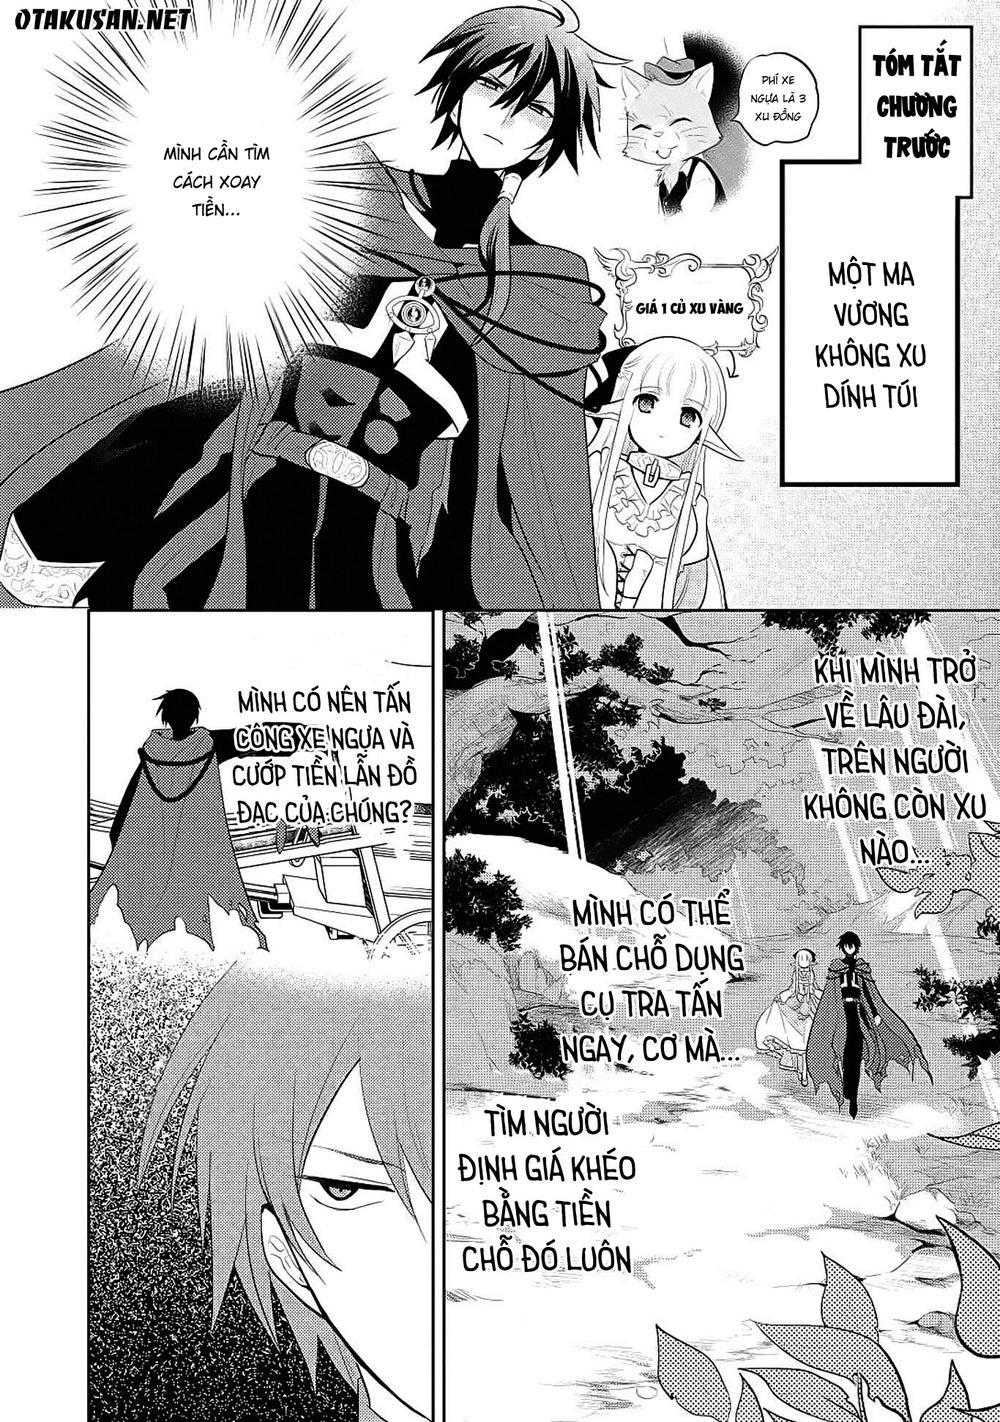 OTAKUSAN.NET
TÓM TẮT
CHƯƠNG
TRƯỚC
MỘT MA
VƯƠNG
KHÔNG XU
DÍNH TÚI
PHÍ XE
NGỰA LÀ 3
XU ĐỒNG
GIÁ 1 CỦ XU VÀNG
MÌNH CẦN TÌM
CÁCH XOAY
TIỀN...
KHI MÌNH TRỞ
VỀ LÂU ĐÀI,
TRÊN NGƯỜI
KHÔNG CÒN XU
NÀO...
MÌNH CÓ THỂ
BÁN CHỖ DỤNG
CỤ TRA TẤN
NGAY, CƠ MÀ...
TÌM NGƯỜI
ĐỊNH GIÁ KHÉO
BẰNG TIỀN
CHỖ ĐÓ LUÔN
MÌNH CÓ NÊN TẤN
CÔNG XE NGỰA VÀ
CƯỚP TIỀN LẪN ĐỒ
ĐẠC CỦA CHÚNG?